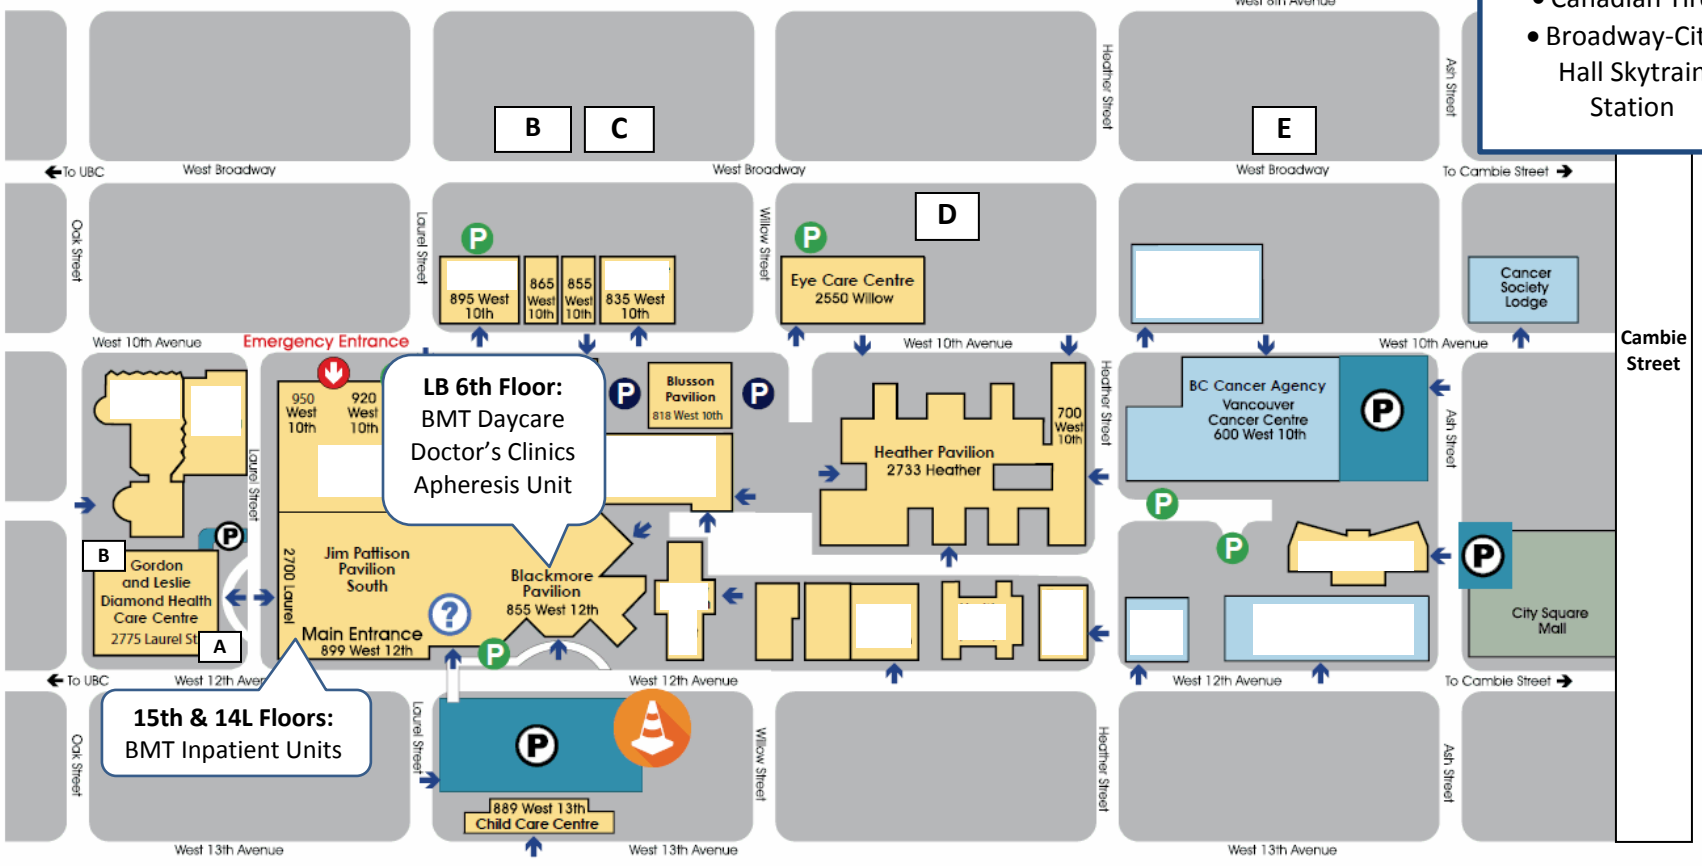 West 8th Avenue
• Broadway-Cit
Hall Skytrain
Station
Heather Street
Ash Street
B
C
E
To UBC
West Broadway
West Broadway
West Broadway
To Cambie Street
Oak Street
Laurel Street
Willow Street
D
P
P
895 West
10th
865
West
10th
855
West
10th
835 West
10th
Eye Care Centre
2550 Willow
Cancer
Society
Lodge
Cambie
Street
West 10th Avenue
Emergency Entrance
West 10th Avenue
West 10th Avenue
950
West
10th
920
West
10th
LB 6th Floor:
BMT Daycare
Doctor's Clinics
Apheresis Unit
P
Blusson
Pavilion
818 West 10th
P
Heather Pavilion
2733 Heather
700
West
10th
Heather Street
BC Cancer Agency
Vancouver
Cancer Centre
600 West 10th
P
Ash Street
Laurel Street
P
P
P
P
B
Gordon
and Leslie
Diamond Health
Care Centre
2775 Laurel St
A
2700 Laurel
Jim Pattison
Pavilion
South
Blackmore
Pavilion
855 West 12th
?
Main Entrance
899 West 12th
P
City Square
Mall
To UBC
West 12th Aven
West 12th Avenue
West 12th Avenue
To Cambie Street
15th & 14L Floors:
BMT Inpatient Units
Oak Street
Laurel Street
P
Willow Street
Heather Street
Ash Street
889 West 13th
Child Care Centre
West 13th Avenue
West 13th Avenue
West 13th Avenue